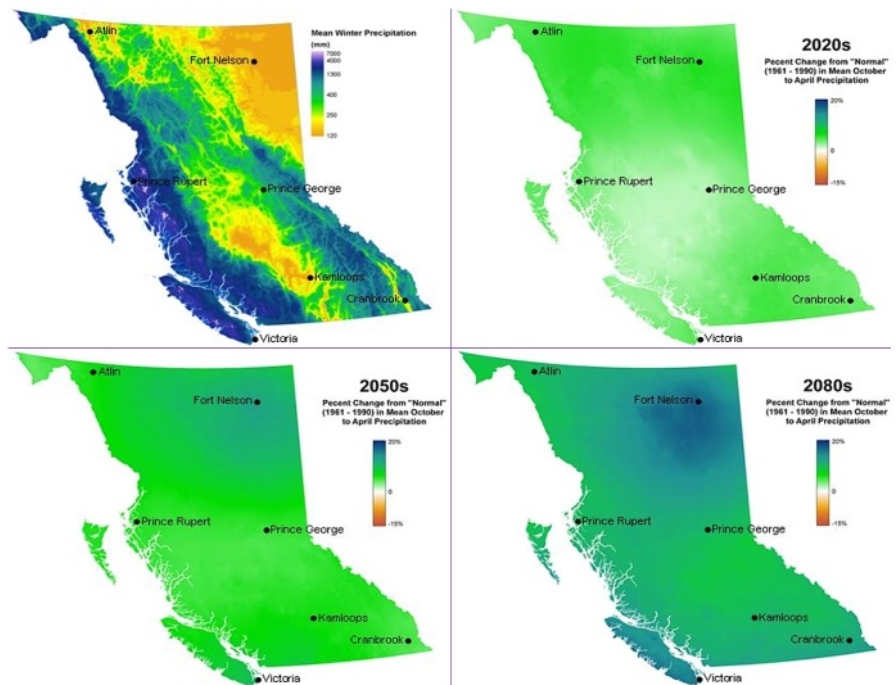 Atlin
Fort Nelson
Prince Rupert
Prince George
Kamloops
Cranbrook
Victoria
Mean Winter Precipitation
(mm)
7000
4000
1300
400
250
120
Atlin
Fort Nelson
Prince Rupert
Prince George
Kamloops
Cranbrook
Victoria
2020s
Pecent Change from "Normal"
(1961 - 1990) in Mean October
to April Precipitation
20%
0
-15%
Atlin
Fort Nelson
Prince Rupert
Prince George
Kamloops
Cranbrook
Victoria
2050s
Pecent Change from "Normal"
(1961 - 1990) in Mean October
to April Precipitation
20%
0
-15%
Atlin
Fort Nelson
Prince Rupert
Prince George
Kamloops
Cranbrook
Victoria
2080s
Pecent Change from "Normal"
(1961 - 1990) in Mean October
to April Precipitation
20%
0
-15%